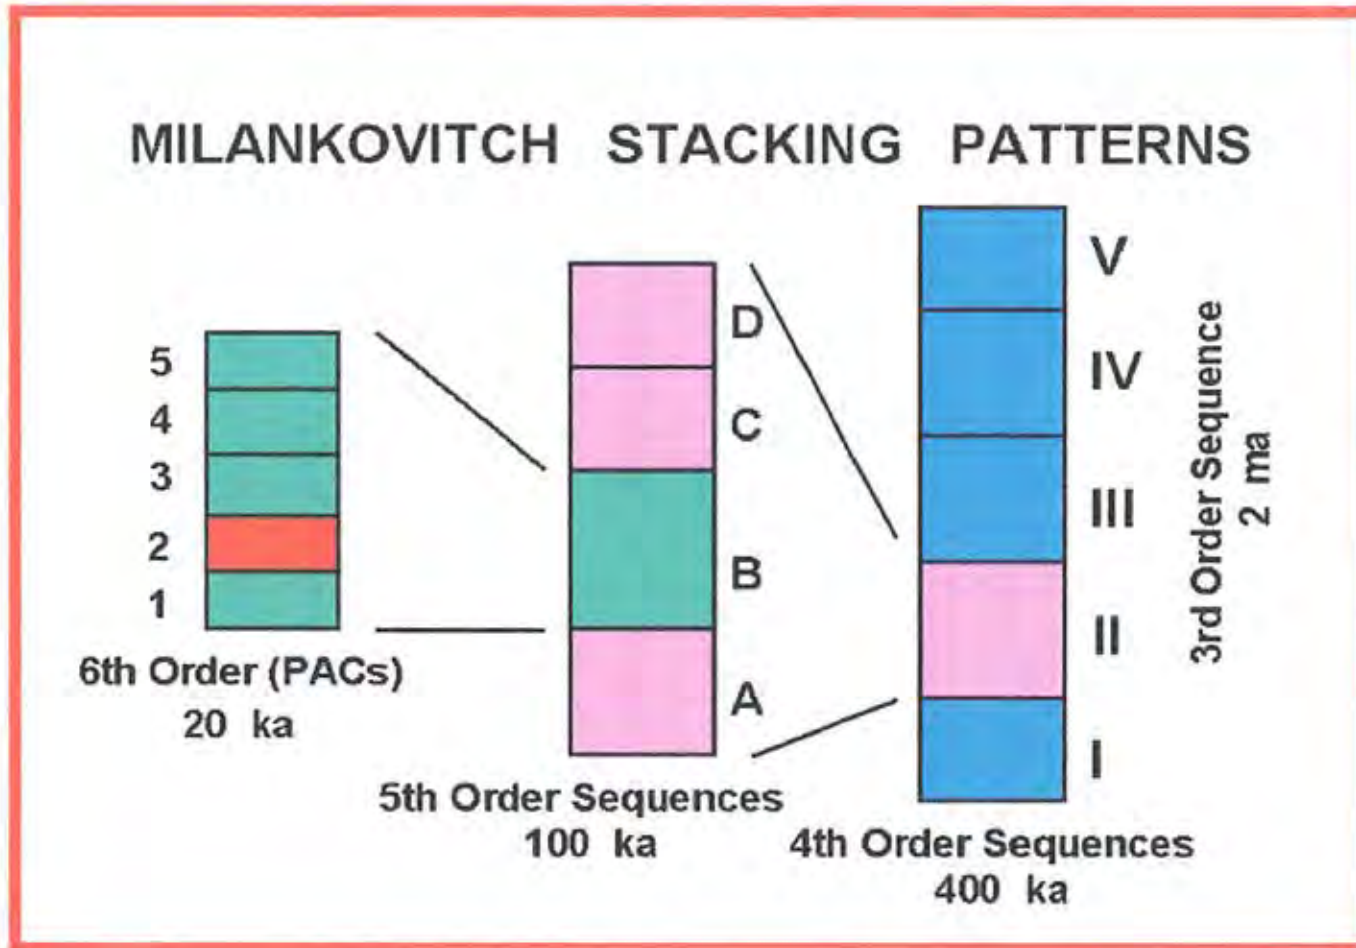 MILANKOVITCH STACKING PATTERNS
5
4
3
2
1
6th Order (PACs)
20 ka
D
C
B
A
5th Order Sequences
100 ka
V
IV
III
II
I
4th Order Sequences
400 ka
3rd Order Sequence
2 ma